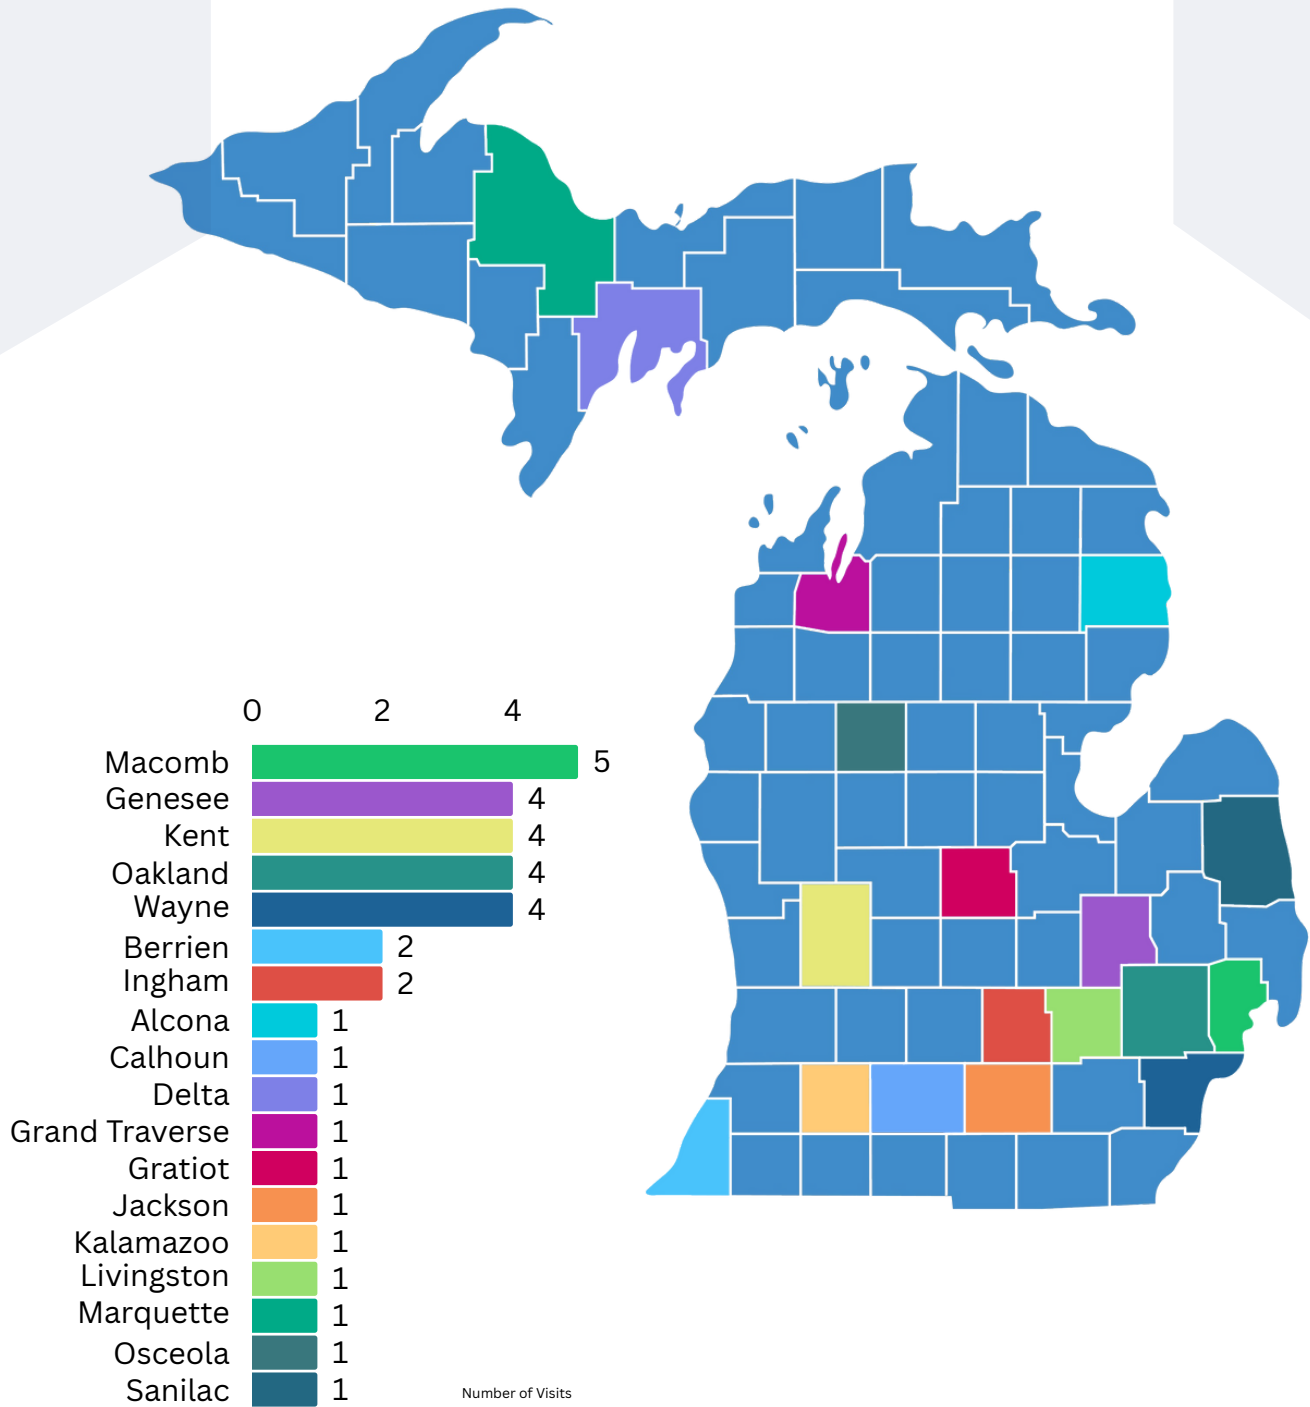 0 2 4
Macomb 5
Genesee 4
Kent 4
Oakland 4
Wayne 4
Berrien 2
Ingham 2
Alcona 1
Calhoun 1
Delta 1
Grand Traverse 1
Gratiot 1
Jackson 1
Kalamazoo 1
Livingston 1
Marquette 1
Osceola 1
Sanilac 1
Number of Visits